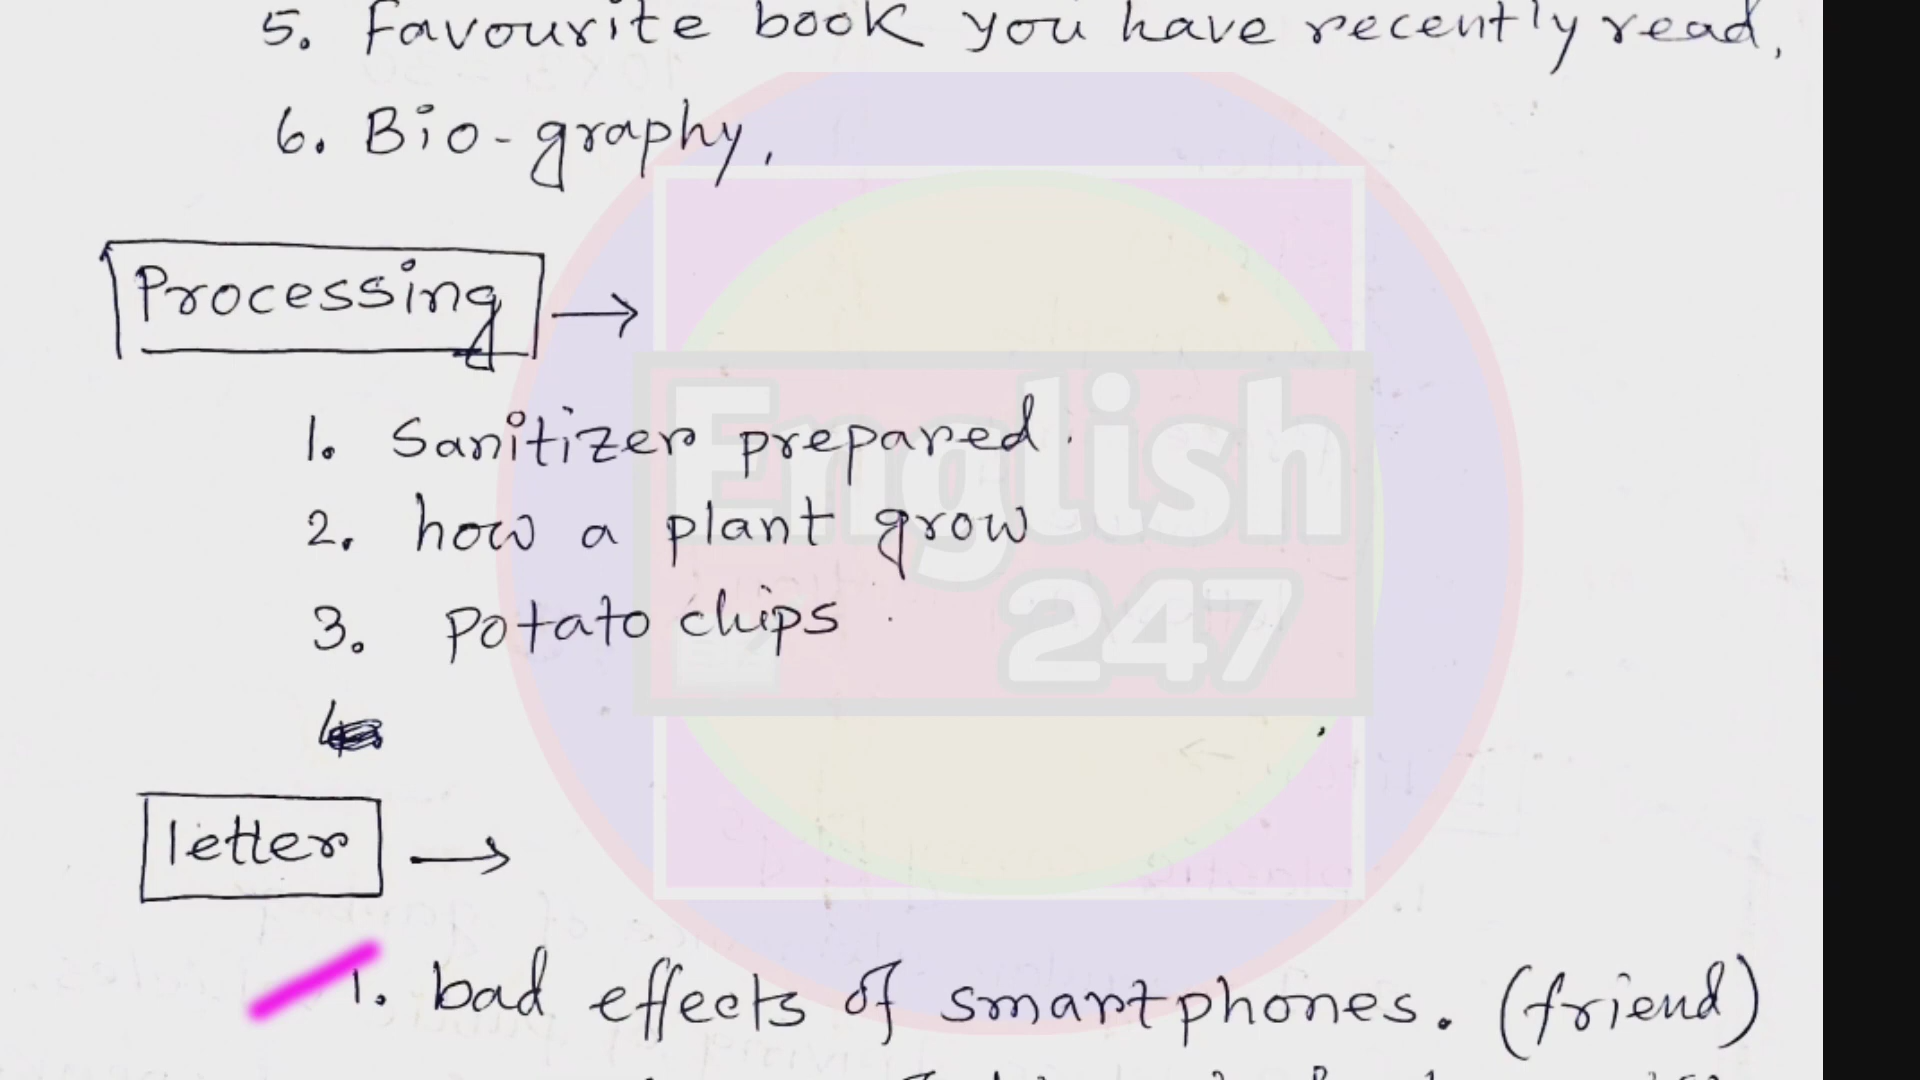 5. Favourite book you have recently read,
6. Bio-graphy,
Processing →
English
247
1. Sanitizer prepared.
2. how a plant grow
3. potato chips
letter →
1. bad effects of smartphones. (friend)